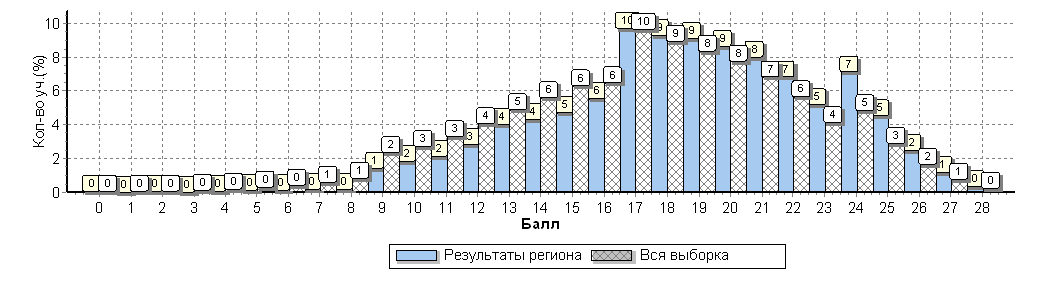 Кол-во уч.(%)
10
8
6
4
2
0
0 0 0 0 0 0 0 0 0 0 0 0 0 0 0 1 0 1 1 2 2 3 2 3 3 4 4 5 4 6 5 6 6 6 10 10 9 9 9 8 9 8 8 7 7 6 5 4 7 5 5 3 2 2 1 1 0 0
0 1 2 3 4 5 6 7 8 9 10 11 12 13 14 15 16 17 18 19 20 21 22 23 24 25 26 27 28
Балл
Результаты региона Вся выборка